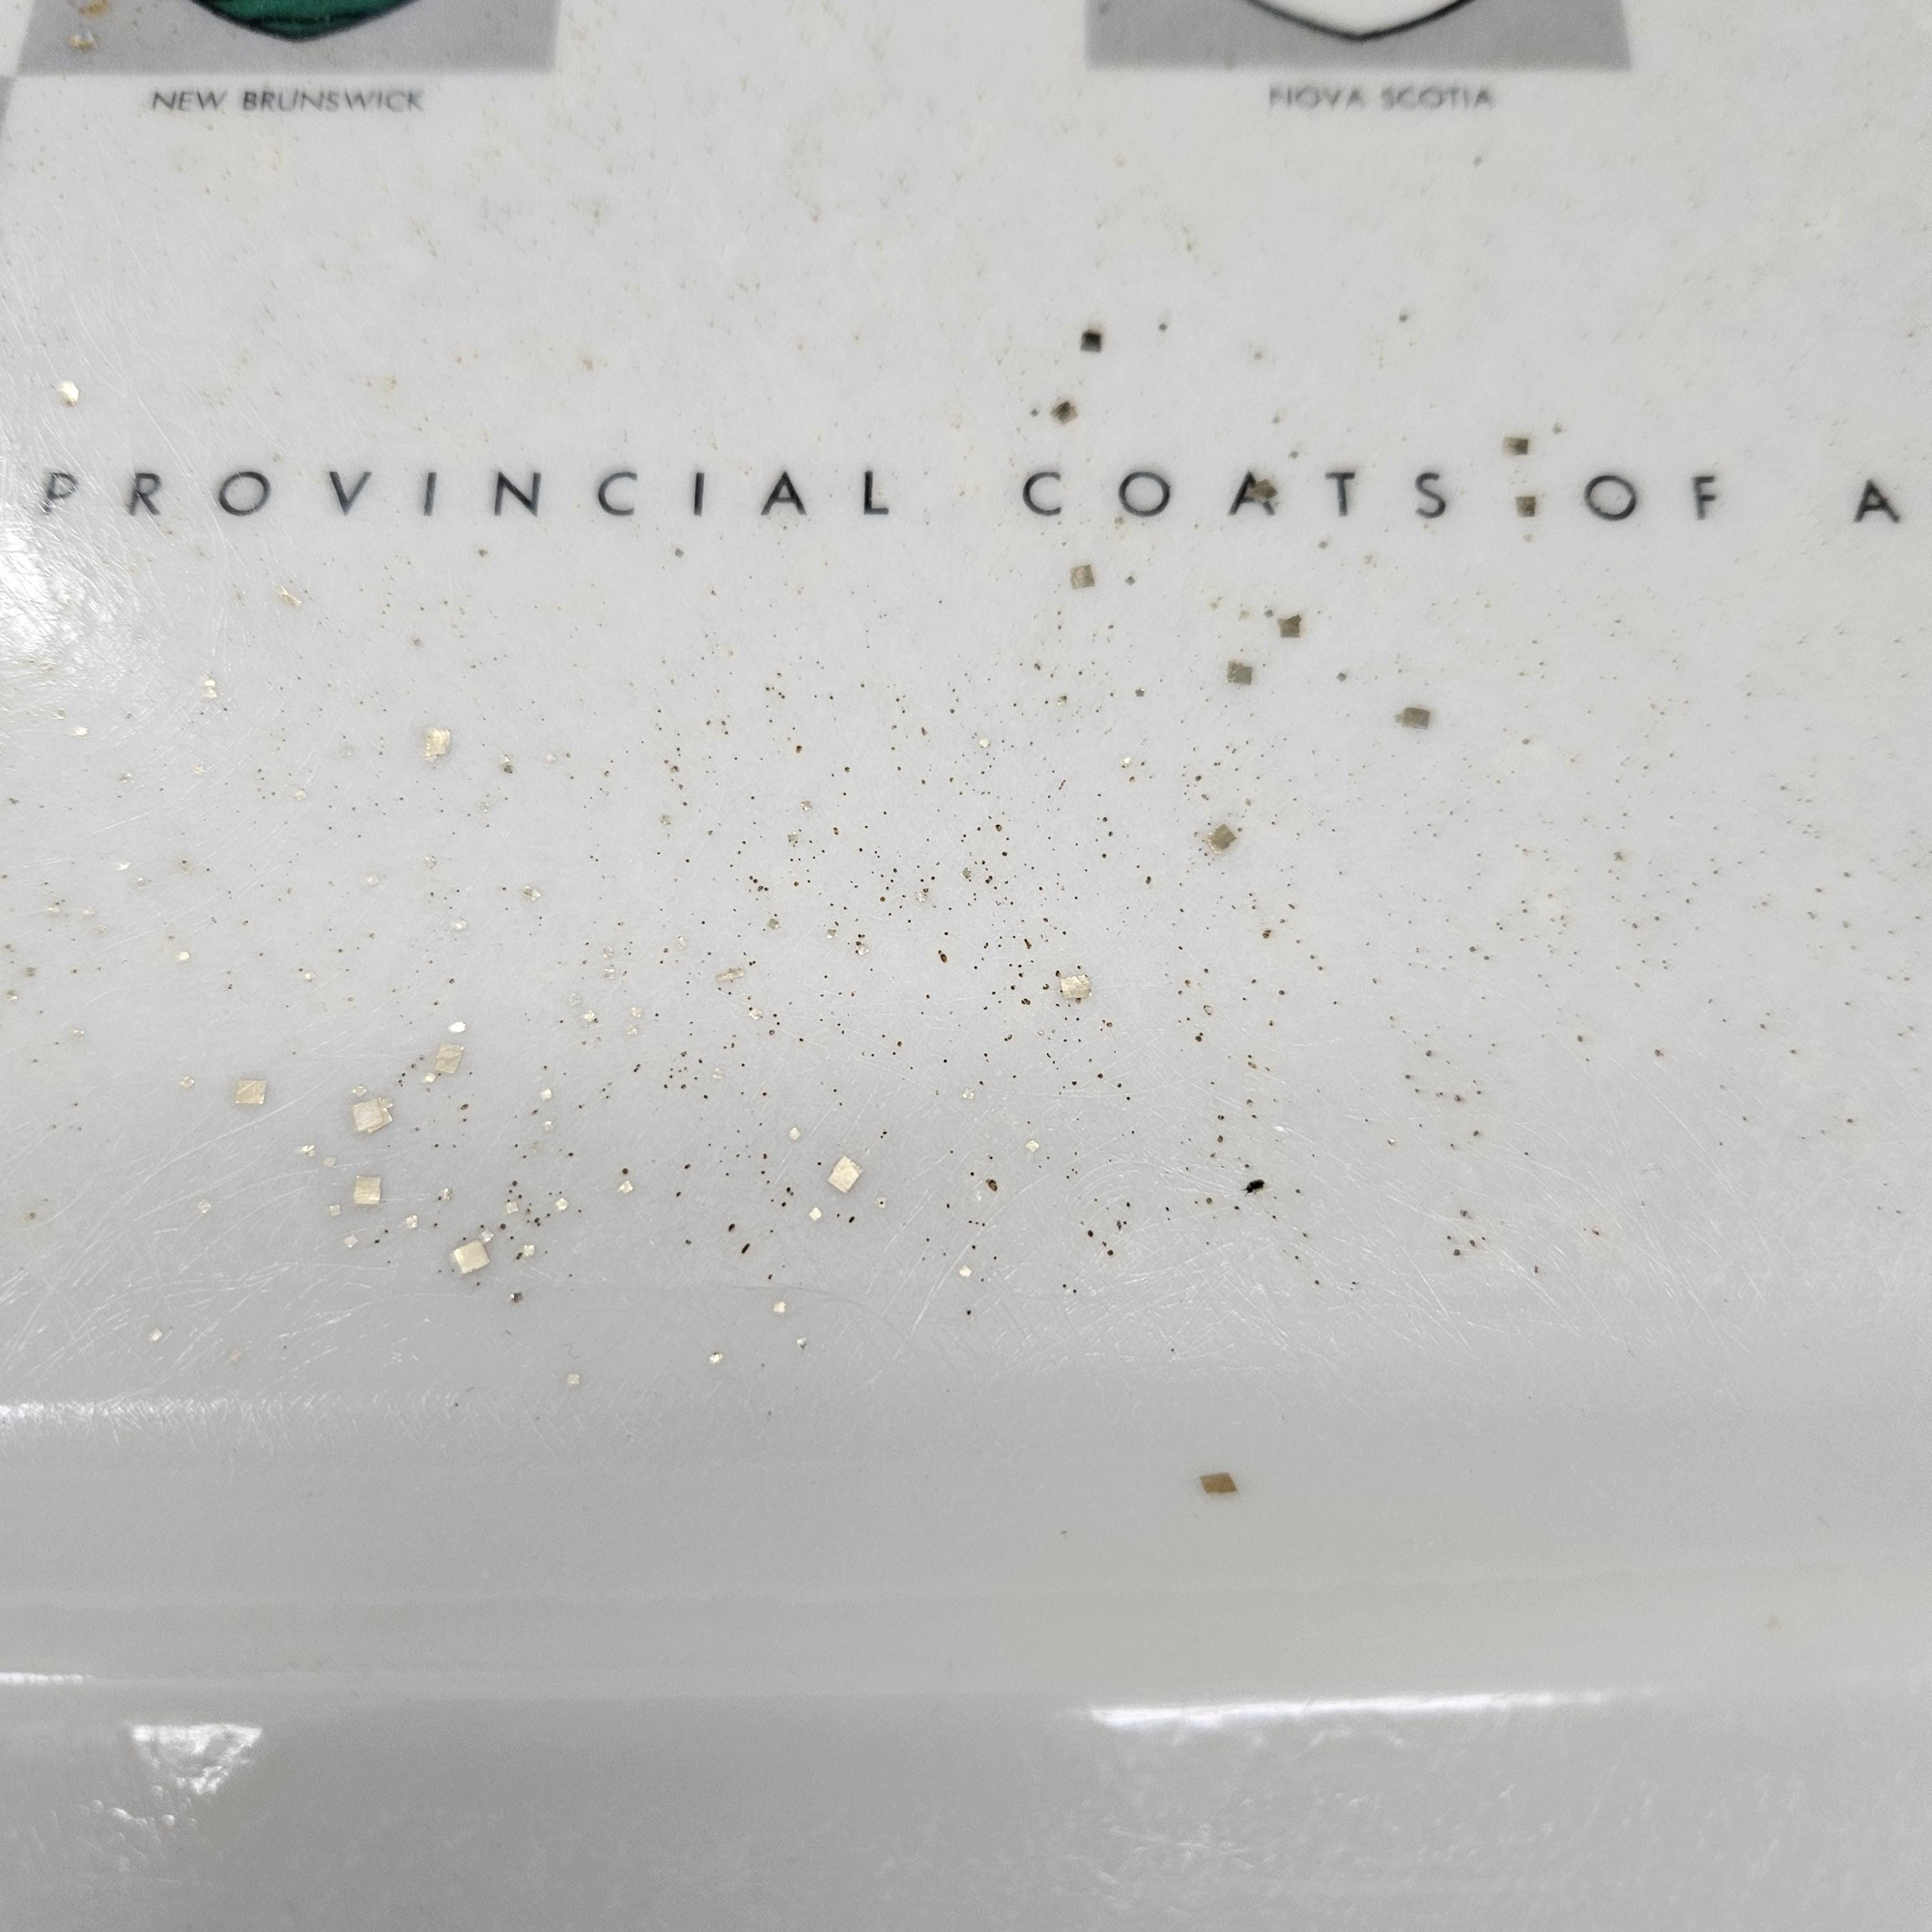 NEW BRUNSWICK
NOVA SCOTIA
PROVINCIAL COATS OF A